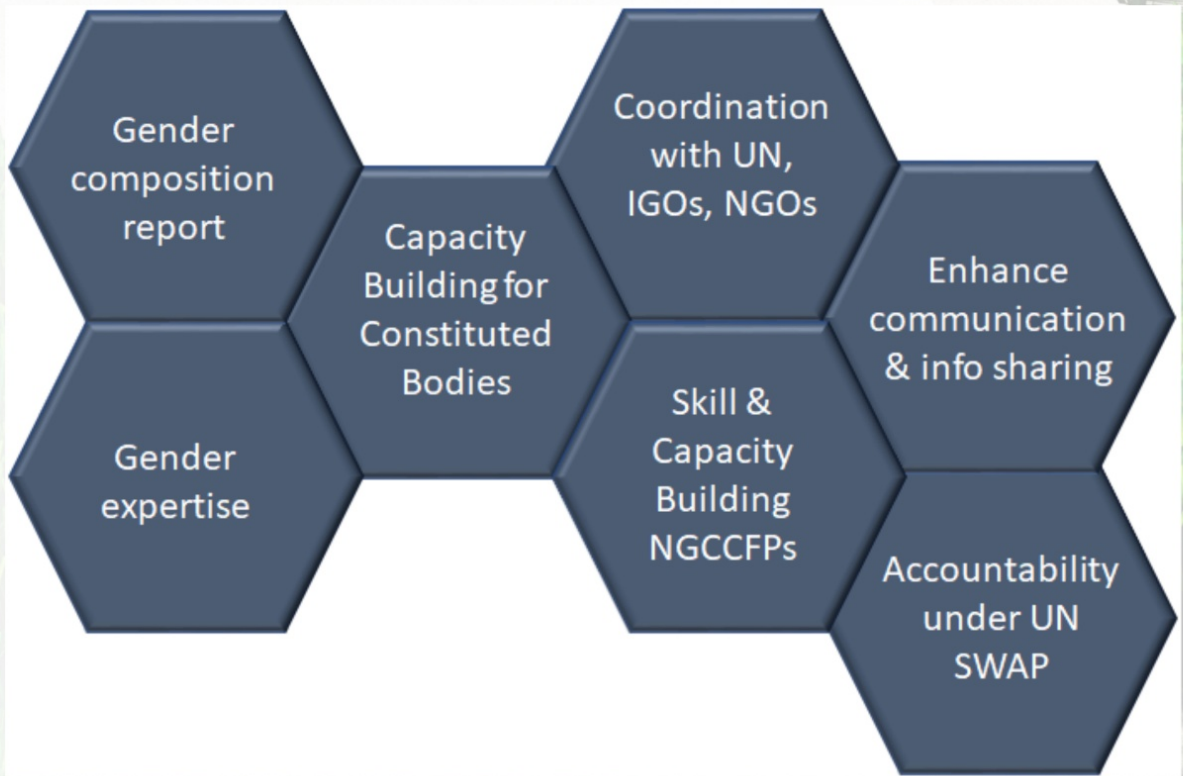 Gender
composition
report
Gender
expertise
Capacity
Building for
Constituted
Bodies
Coordination
with UN,
IGOs, NGOs
Skill &
Capacity
Building
NGCCFPs
Enhance
communication
& info sharing
Accountability
under UN
SWAP